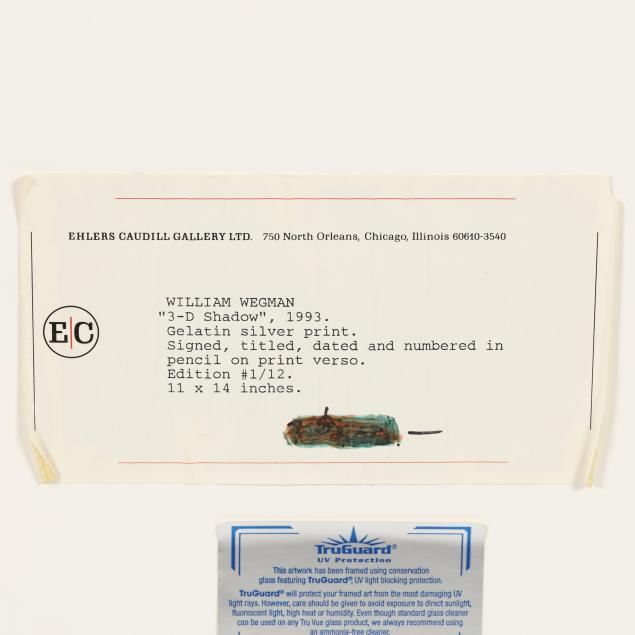 EHLERS CAUDILL GALLERY LTD. 750 North Orleans, Chicago, Illinois 60610-3540
E|C
WILLIAM WEGMAN
"3-D Shadow", 1993.
Gelatin silver print.
Signed, titled, dated and numbered in
pencil on print verso.
Edition #1/12.
11 x 14 inches.
TruGuard®
UV Protection
This artwork has been framed using conservation
glass featuring TruGuard®, UV light blocking protection.
TruGuard® will protect your framed art from the most damaging UV
light rays. However, care should be given to avoid exposure to direct sunlight,
fluorescent light, high heat or humidity. Even though standard glass cleaner
can be used on any Tru Vue glass product, we always recommend using
an ammonia-free cleaner.